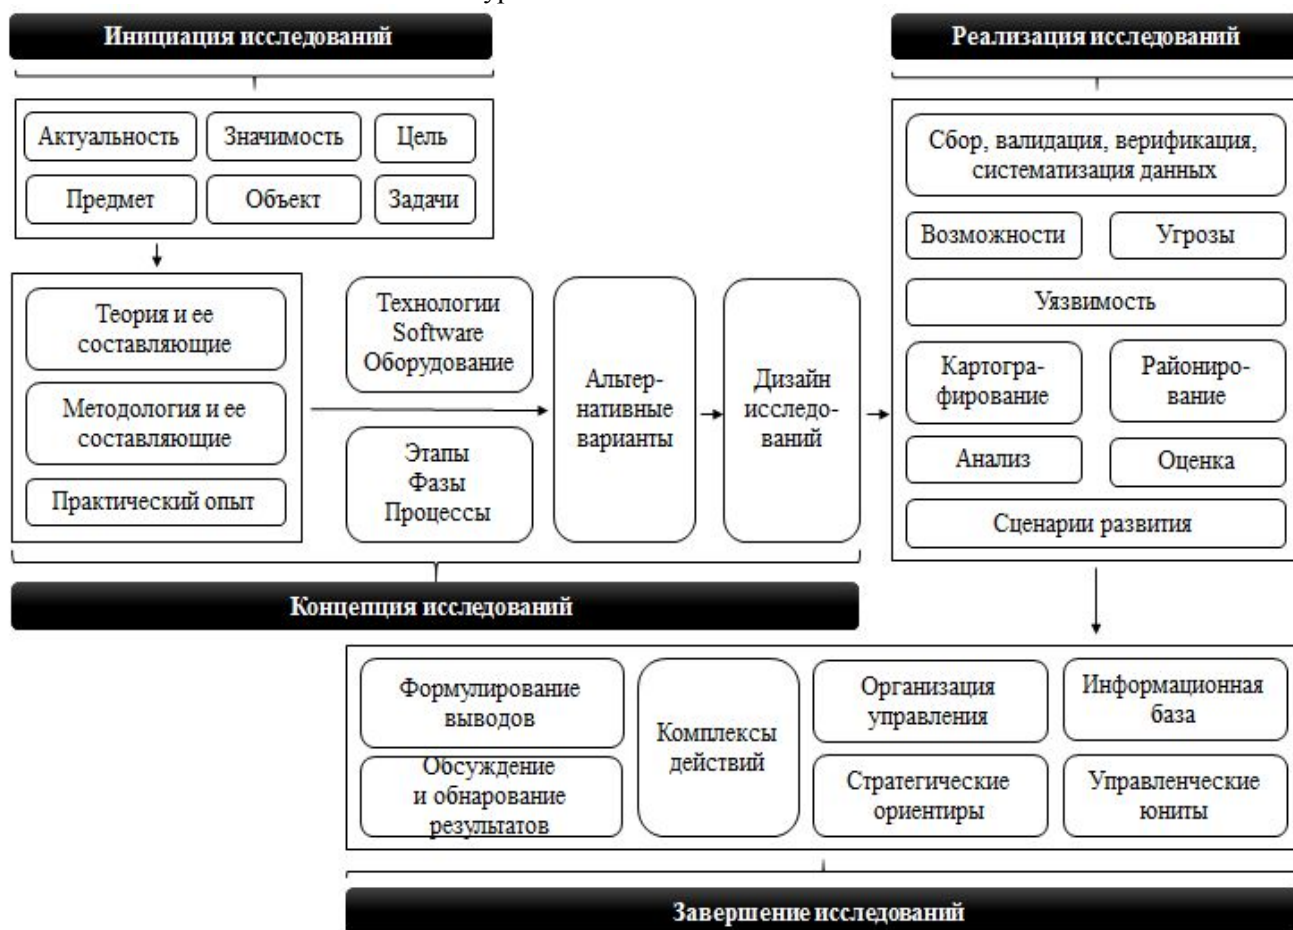 ур
Инициация исследований
Актуальность
Значимость
Цель
Предмет
Объект
Задачи
Теория и ее
составляющие
Методология и ее
составляющие
Практический опыт
Технологии
Software
Оборудование
Этапы
Фазы
Процессы
Альтер-
нативные
варианты
Дизайн
исследо-
ваний
Концепция исследований
Реализация исследований
Сбор, валидация, верификация,
систематизация данных
Возможности
Угрозы
Уязвимость
Картогра-
фирование
Районир о-
вание
Анализ
Оценка
Сценарии развития
Формулирование
выводов
Обсуждение
и обнарование
результатов
Комплексы
действий
Организация
управления
Стратегические
ориентиры
Информационная
база
Управленческие
юниты
Завершение исследований